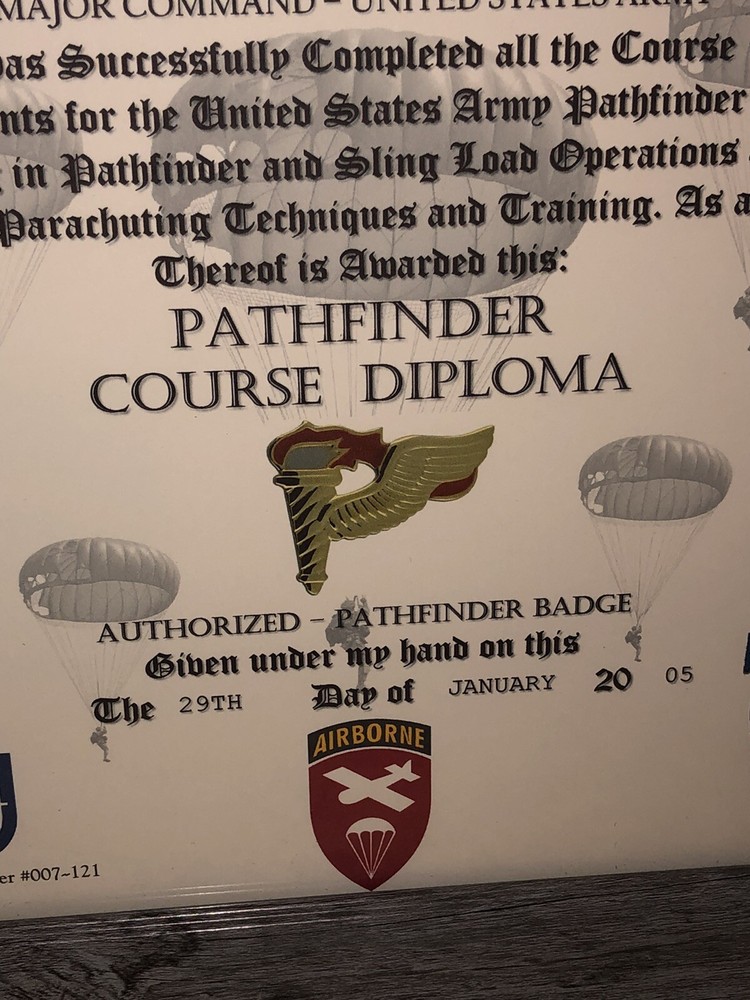 MAJOR COMMAND – UNITED STATES ARMY
as Successfully Completed all the Course
nts for the United States Army Pathfinder
in Pathfinder and Sling Load Operations
Parachuting Techniques and Training. As a
Thereof is Awarded this:
PATHFINDER
COURSE DIPLOMA
AUTHORIZED – PATHFINDER BADGE
Given under my hand on this
The 29TH Day of JANUARY 20 05
AIRBORNE
er #007~121